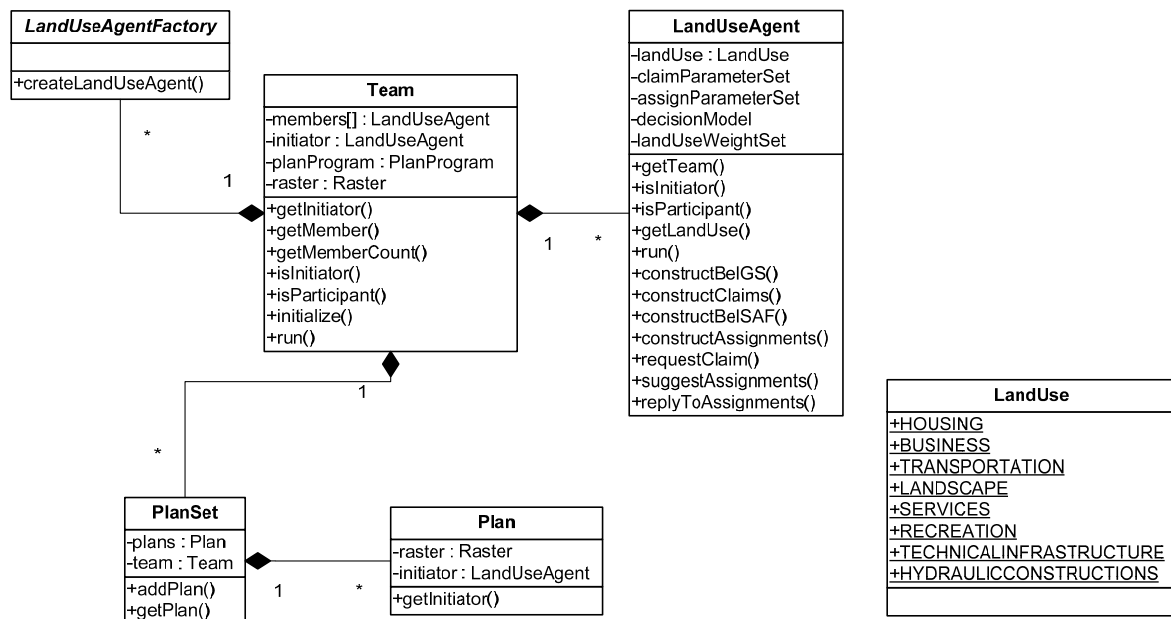 LandUseAgentFactory
+createLandUseAgent()
*
1
Team
-members[] : LandUseAgent
-initiator : LandUseAgent
-planProgram : PlanProgram
-raster : Raster
+getInitiator()
+getMember()
+getMemberCount()
+isInitiator()
+isParticipant()
+initialize()
+run()
1
*
LandUseAgent
-landUse : LandUse
-claimParameterSet
-assignParameterSet
-decisionModel
-landUseWeightSet
+getTeam()
+isInitiator()
+isParticipant()
+getLandUse()
+run()
+constructBelGS()
+constructClaims()
+constructBelSAF()
+constructAssignments()
+requestClaim()
+suggestAssignments()
+replyToAssignments()
1
*
PlanSet
-plans : Plan
-team : Team
+addPlan()
+getPlan()
1
*
Plan
-raster : Raster
-initiator : LandUseAgent
+getInitiator()
LandUse
+HOUSING
+BUSINESS
+TRANSPORTATION
+LANDSCAPE
+SERVICES
+RECREATION
+TECHNICALINFRASTRUCTURE
+HYDRAULICCONSTRUCTIONS